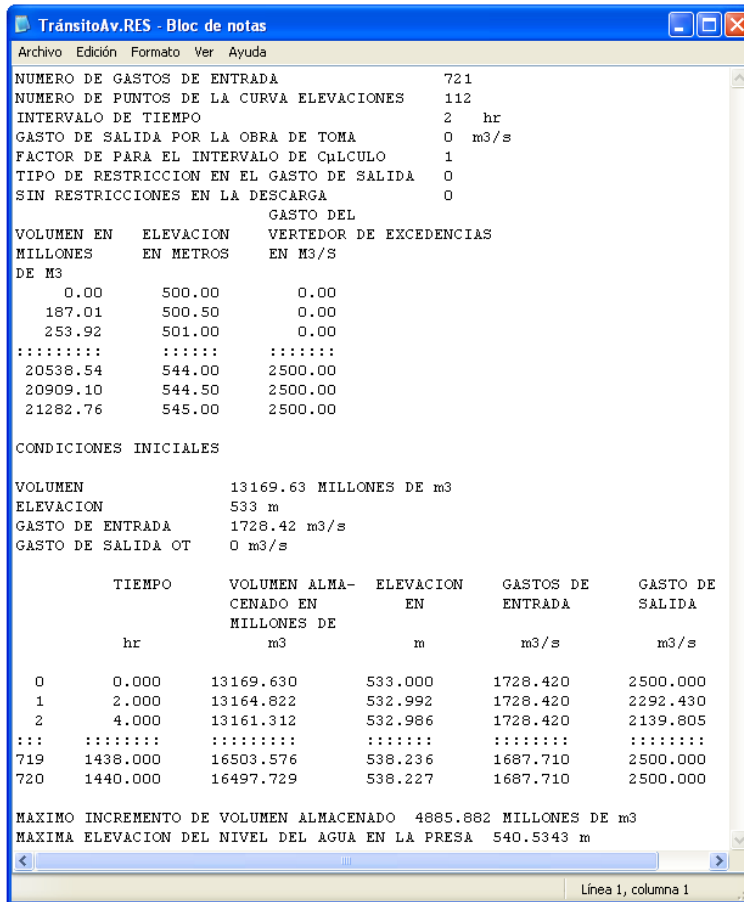 TránsitoAv.RES - Bloc de notas
Archivo Edición Formato Ver Ayuda
NUMERO DE GASTOS DE ENTRADA 721
NUMERO DE PUNTOS DE LA CURVA ELEVACIONES 112
INTERVALO DE TIEMPO 2 hr
GASTO DE SALIDA POR LA OBRA DE TOMA 0 m3/s
FACTOR DE PARA EL INTERVALO DE CµLCULO 1
TIPO DE RESTRICCION EN EL GASTO DE SALIDA 0
SIN RESTRICCIONES EN LA DESCARGA 0
GASTO DEL
VOLUMEN EN ELEVACION VERTEDOR DE EXCEDENCIAS
MILLONES EN METROS EN M3/S
DE M3
0.00 500.00 0.00
187.01 500.50 0.00
253.92 501.00 0.00
::::::::: :::::: :::::::
20538.54 544.00 2500.00
20909.10 544.50 2500.00
21282.76 545.00 2500.00
CONDICIONES INICIALES
VOLUMEN 13169.63 MILLONES DE m3
ELEVACION 533 m
GASTO DE ENTRADA 1728.42 m3/s
GASTO DE SALIDA OT 0 m3/s
TIEMPO VOLUMEN ALMA- ELEVACION GASTOS DE GASTO DE
CENADO EN EN ENTRADA SALIDA
MILLONES DE
hr m3 m m3/s m3/s
0 0.000 13169.630 533.000 1728.420 2500.000
1 2.000 13164.822 532.992 1728.420 2292.430
2 4.000 13161.312 532.986 1728.420 2139.805
::: :::::::: ::::::::: ::::::: :::::::: ::::::::
719 1438.000 16503.576 538.236 1687.710 2500.000
720 1440.000 16497.729 538.227 1687.710 2500.000
MAXIMO INCREMENTO DE VOLUMEN ALMACENADO 4885.882 MILLONES DE m3
MAXIMA ELEVACION DEL NIVEL DEL AGUA EN LA PRESA 540.5343 m
Línea 1, columna 1